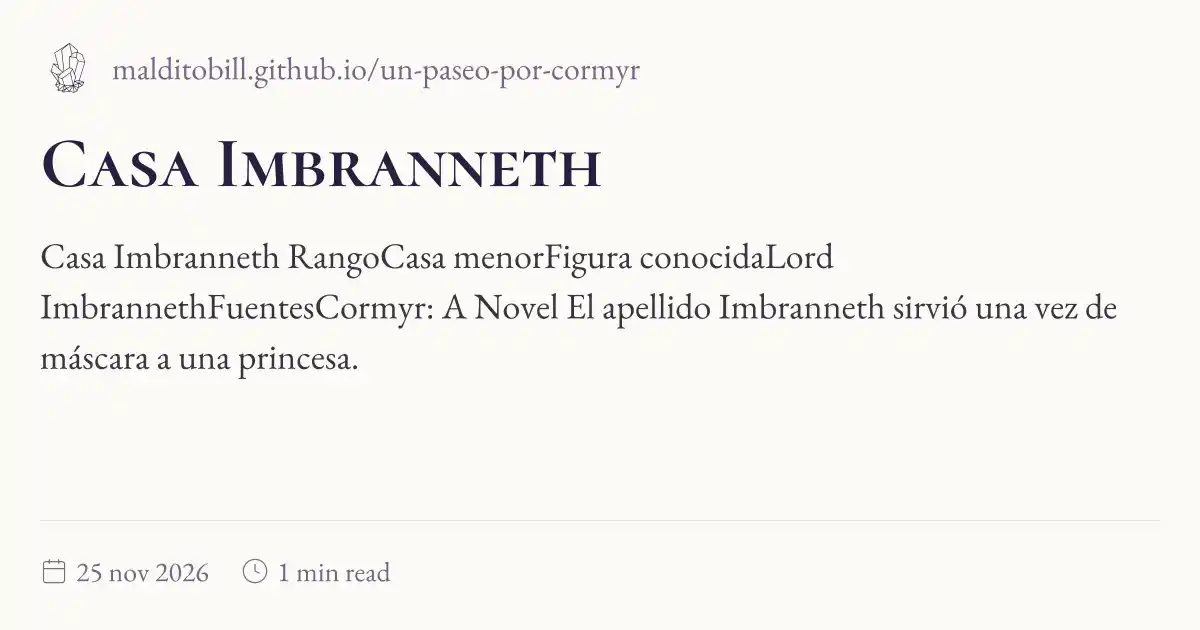 malditobill.github.io/un-paseo-por-cormyr
Casa Imbranneth
Casa Imbranneth RangoCasa menorFigura conocidaLord
ImbrannethFuentesCormyr: A Novel El apellido Imbranneth sirvió una vez de
máscara a una princesa.
25 nov 2026 1 min read